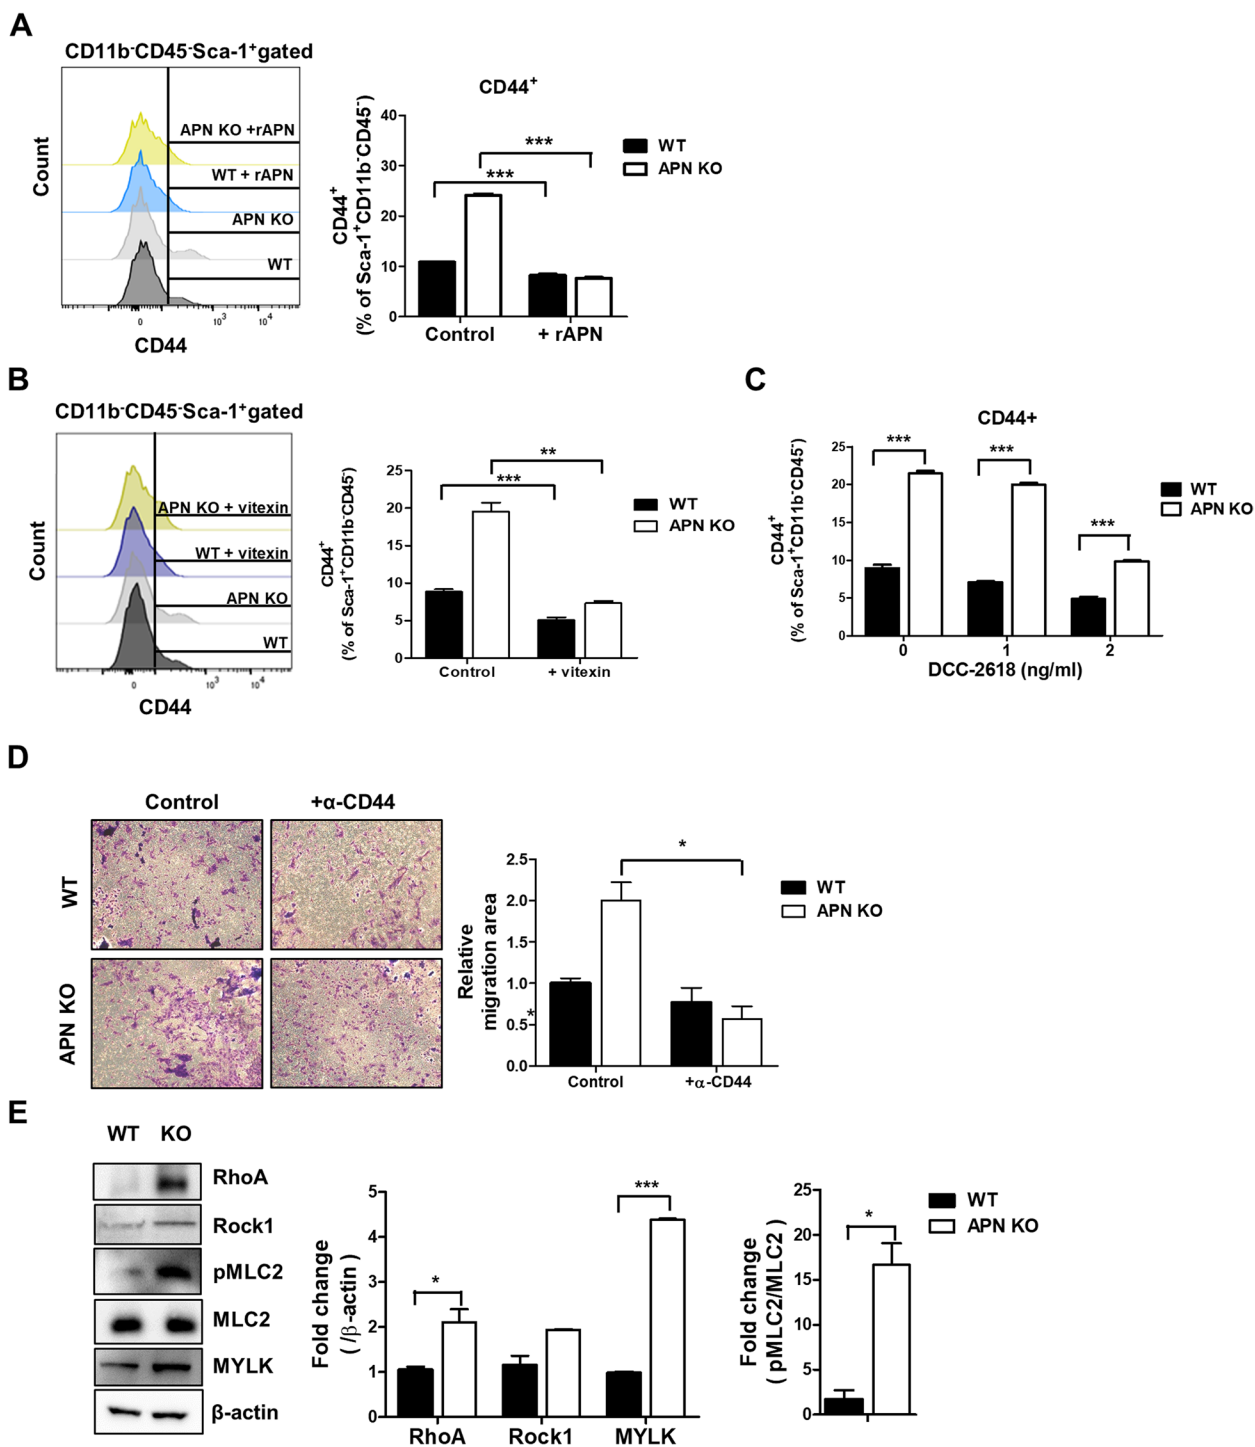 A
CD11b-CD45-Sca-1+gated
Count
APN KO +rAPN
WT + rAPN
APN KO
WT
0
10³
10⁴
CD44
CD44+
CD44+
(% of Sca-1+CD11b-CD45-)
40
30
20
10
0
***
***
Control
+ rAPN
WT
APN KO
B
CD11b-CD45-Sca-1+gated
Count
APN KO + vitexin
WT + vitexin
APN KO
WT
0
10³
10⁴
CD44
CD44+
(% of Sca-1+CD11b-CD45-)
25
20
15
10
5
0
**
***
Control
+ vitexin
WT
APN KO
C
CD44+
CD44+
(% of Sca-1+CD11b-CD45-)
25
20
15
10
5
0
***
***
***
0
1
2
DCC-2618 (ng/ml)
WT
APN KO
D
Control
+α-CD44
WT
APN KO
Relative
migration area
*
2.5
2.0
1.5
1.0
0.5
0.0
*
Control
+α-CD44
WT
APN KO
E
WT KO
RhoA
Rock1
pMLC2
MLC2
MYLK
β-actin
Fold change
( /β-actin )
5
4
3
2
1
0
*
***
RhoA
Rock1
MYLK
Fold change
( pMLC2/MLC2 )
25
20
15
10
5
0
*
WT
APN KO